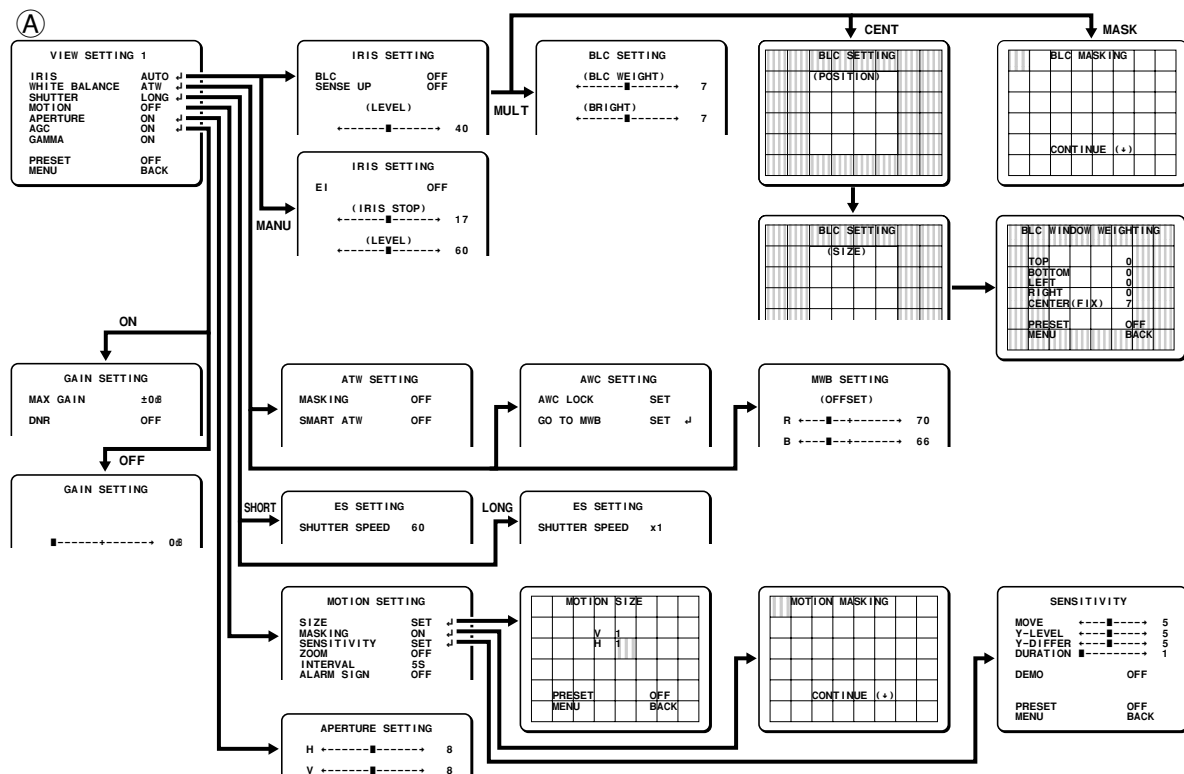 A
VIEW SETTING 1
IRIS AUTO ↲
WHITE BALANCE ATW ↲
SHUTTER LONG ↲
MOTION OFF
APERTURE ON ↲
AGC ON ↲
GAMMA ON
PRESET OFF
MENU BACK
IRIS SETTING
BLC OFF
SENSE UP OFF
(LEVEL)
40
MULT
BLC SETTING
(BLC WEIGHT)
7
(BRIGHT)
7
CENT
BLC SETTING
(POSITION)
MASK
BLC MASKING
CONTINUE (↓)
MANU
IRIS SETTING
EI OFF
(IRIS STOP)
17
(LEVEL)
60
BLC SETTING
(SIZE)
BLC WINDOW WEIGHTING
TOP 0
BOTTOM 0
LEFT 0
RIGHT 0
CENTER(FIX) 7
PRESET OFF
MENU BACK
ON
GAIN SETTING
MAX GAIN ±0dB
DNR OFF
ATW SETTING
MASKING OFF
SMART ATW OFF
AWC SETTING
AWC LOCK SET
GO TO MWB SET ↲
MWB SETTING
(OFFSET)
R 70
B 66
OFF
GAIN SETTING
0dB
SHORT
ES SETTING
SHUTTER SPEED 60
LONG
ES SETTING
SHUTTER SPEED x1
MOTION SETTING
SIZE SET ↲
MASKING ON ↲
SENSITIVITY SET ↲
ZOOM OFF
INTERVAL 5S
ALARM SIGN OFF
MOTION SIZE
V 1
H 1
PRESET OFF
MENU BACK
MOTION MASKING
CONTINUE (↓)
SENSITIVITY
MOVE 5
Y-LEVEL 5
Y-DIFFER 5
DURATION 1
DEMO OFF
PRESET OFF
MENU BACK
APERTURE SETTING
H 8
V 8